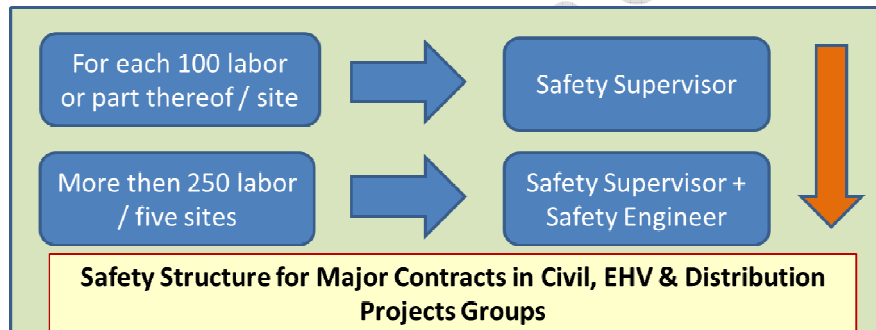 For each 100 labor
or part thereof / site
Safety Supervisor
More then 250 labor
/ five sites
Safety Supervisor +
Safety Engineer
Safety Structure for Major Contracts in Civil, EHV & Distribution
Projects Groups